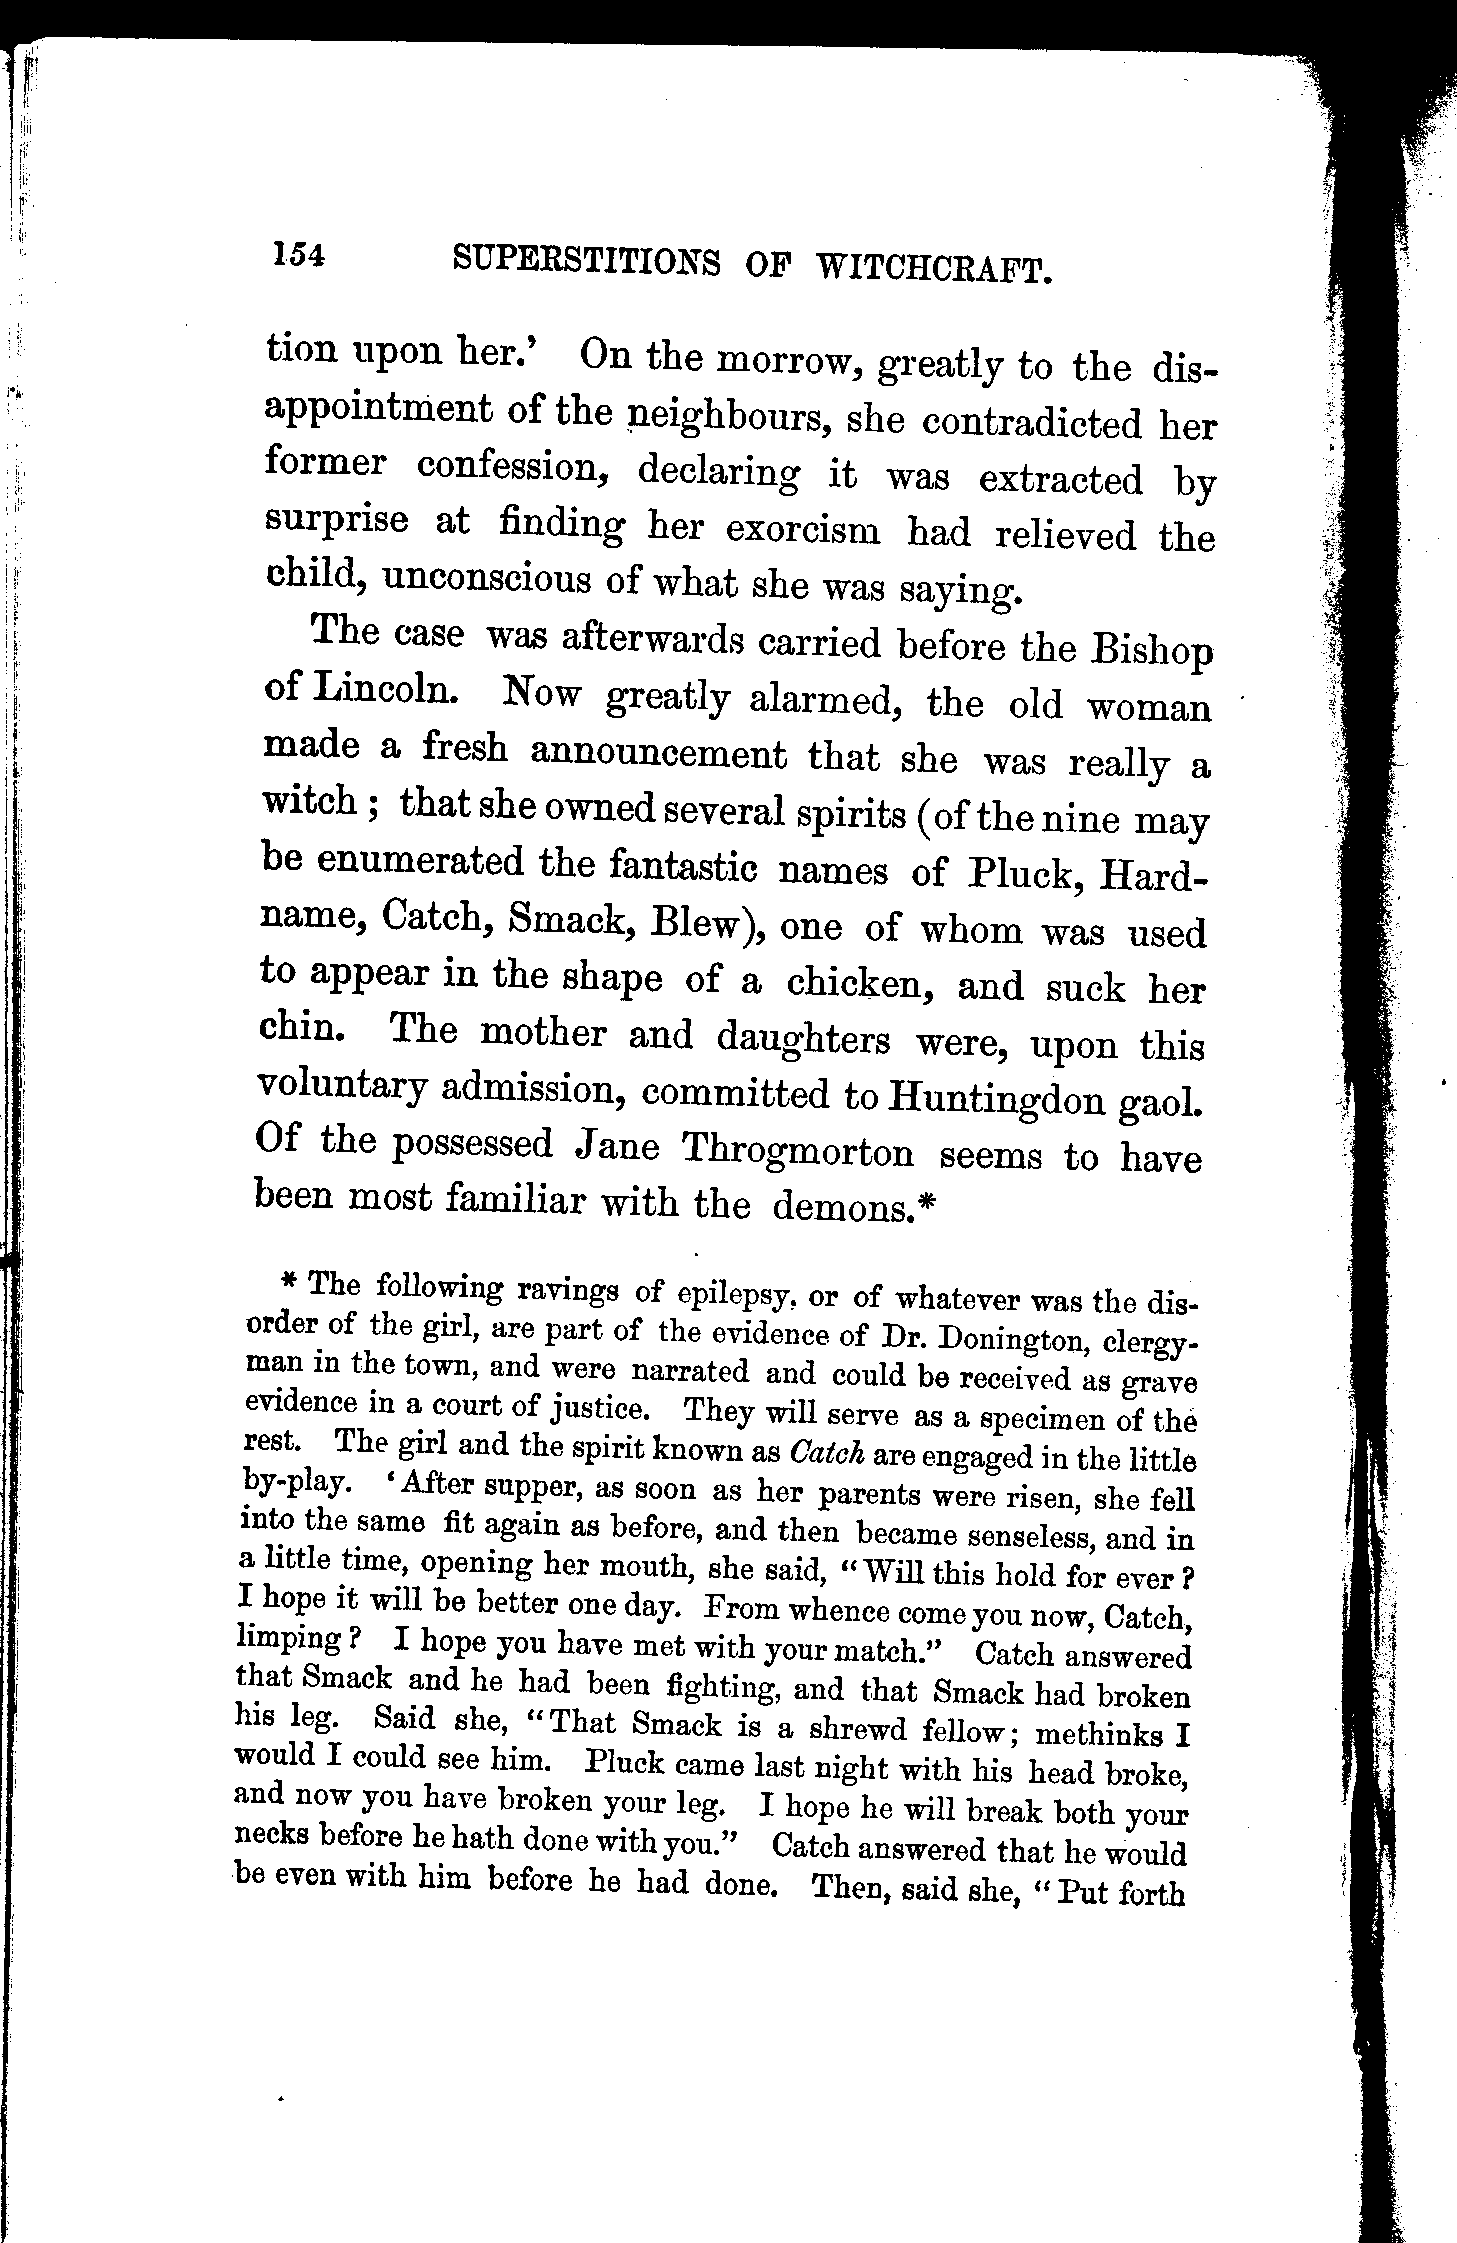 154 SUPERSTITIONS OF WITCHCRAFT.
tion upon her.’ On the morrow, greatly to the dis-
appointment of the neighbours, she contradicted her
former confession, declaring it was extracted by
surprise at finding her exorcism had relieved the
child, unconscious of what she was saying.
The case was afterwards carried before the Bishop
of Lincoln. Now greatly alarmed, the old woman
made a fresh announcement that she was really a
witch ; that she owned several spirits (of the nine may
be enumerated the fantastic names of Pluck, Hard-
name, Catch, Smack, Blew), one of whom was used
to appear in the shape of a chicken, and suck her
chin. The mother and daughters were, upon this
voluntary admission, committed to Huntingdon gaol.
Of the possessed Jane Throgmorton seems to have
been most familiar with the demons.*
* The following ravings of epilepsy, or of whatever was the dis-
order of the girl, are part of the evidence of Dr. Donington, clergy-
man in the town, and were narrated and could be received as grave
evidence in a court of justice. They will serve as a specimen of the
rest. The girl and the spirit known as Catch are engaged in the little
by-play. ‘After supper, as soon as her parents were risen, she fell
into the same fit again as before, and then became senseless, and in
a little time, opening her mouth, she said, “Will this hold for ever ?
I hope it will be better one day. From whence come you now, Catch,
limping ? I hope you have met with your match.” Catch answered
that Smack and he had been fighting, and that Smack had broken
his leg. Said she, “That Smack is a shrewd fellow; methinks I
would I could see him. Pluck came last night with his head broke,
and now you have broken your leg. I hope he will break both your
necks before he hath done with you.” Catch answered that he would
be even with him before he had done. Then, said she, “Put forth